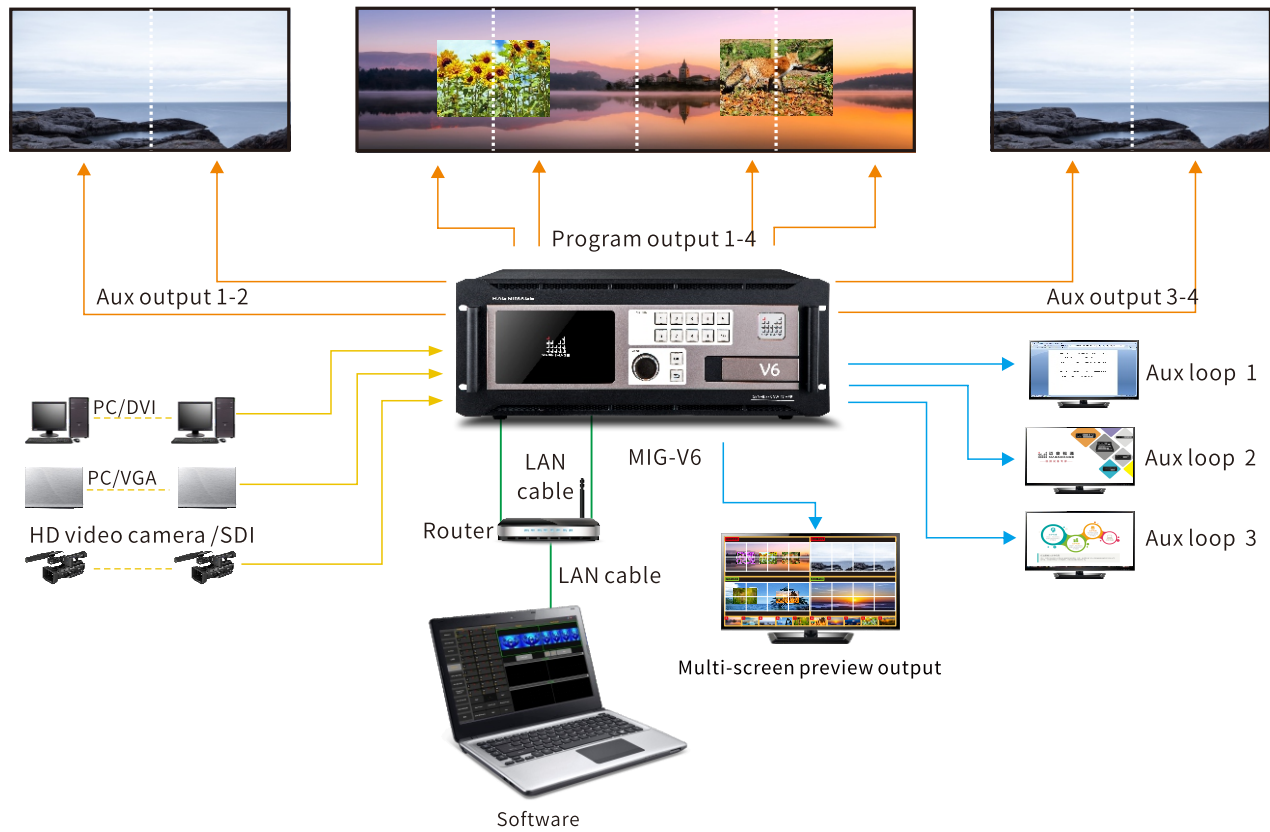 Program output 1-4
Aux output 1-2
Aux output 3-4
V6
PC/DVI
Aux loop 1
PC/VGA
LAN
cable
MIG-V6
Aux loop 2
HD video camera /SDI
Router
Aux loop 3
LAN cable
Multi-screen preview output
Software